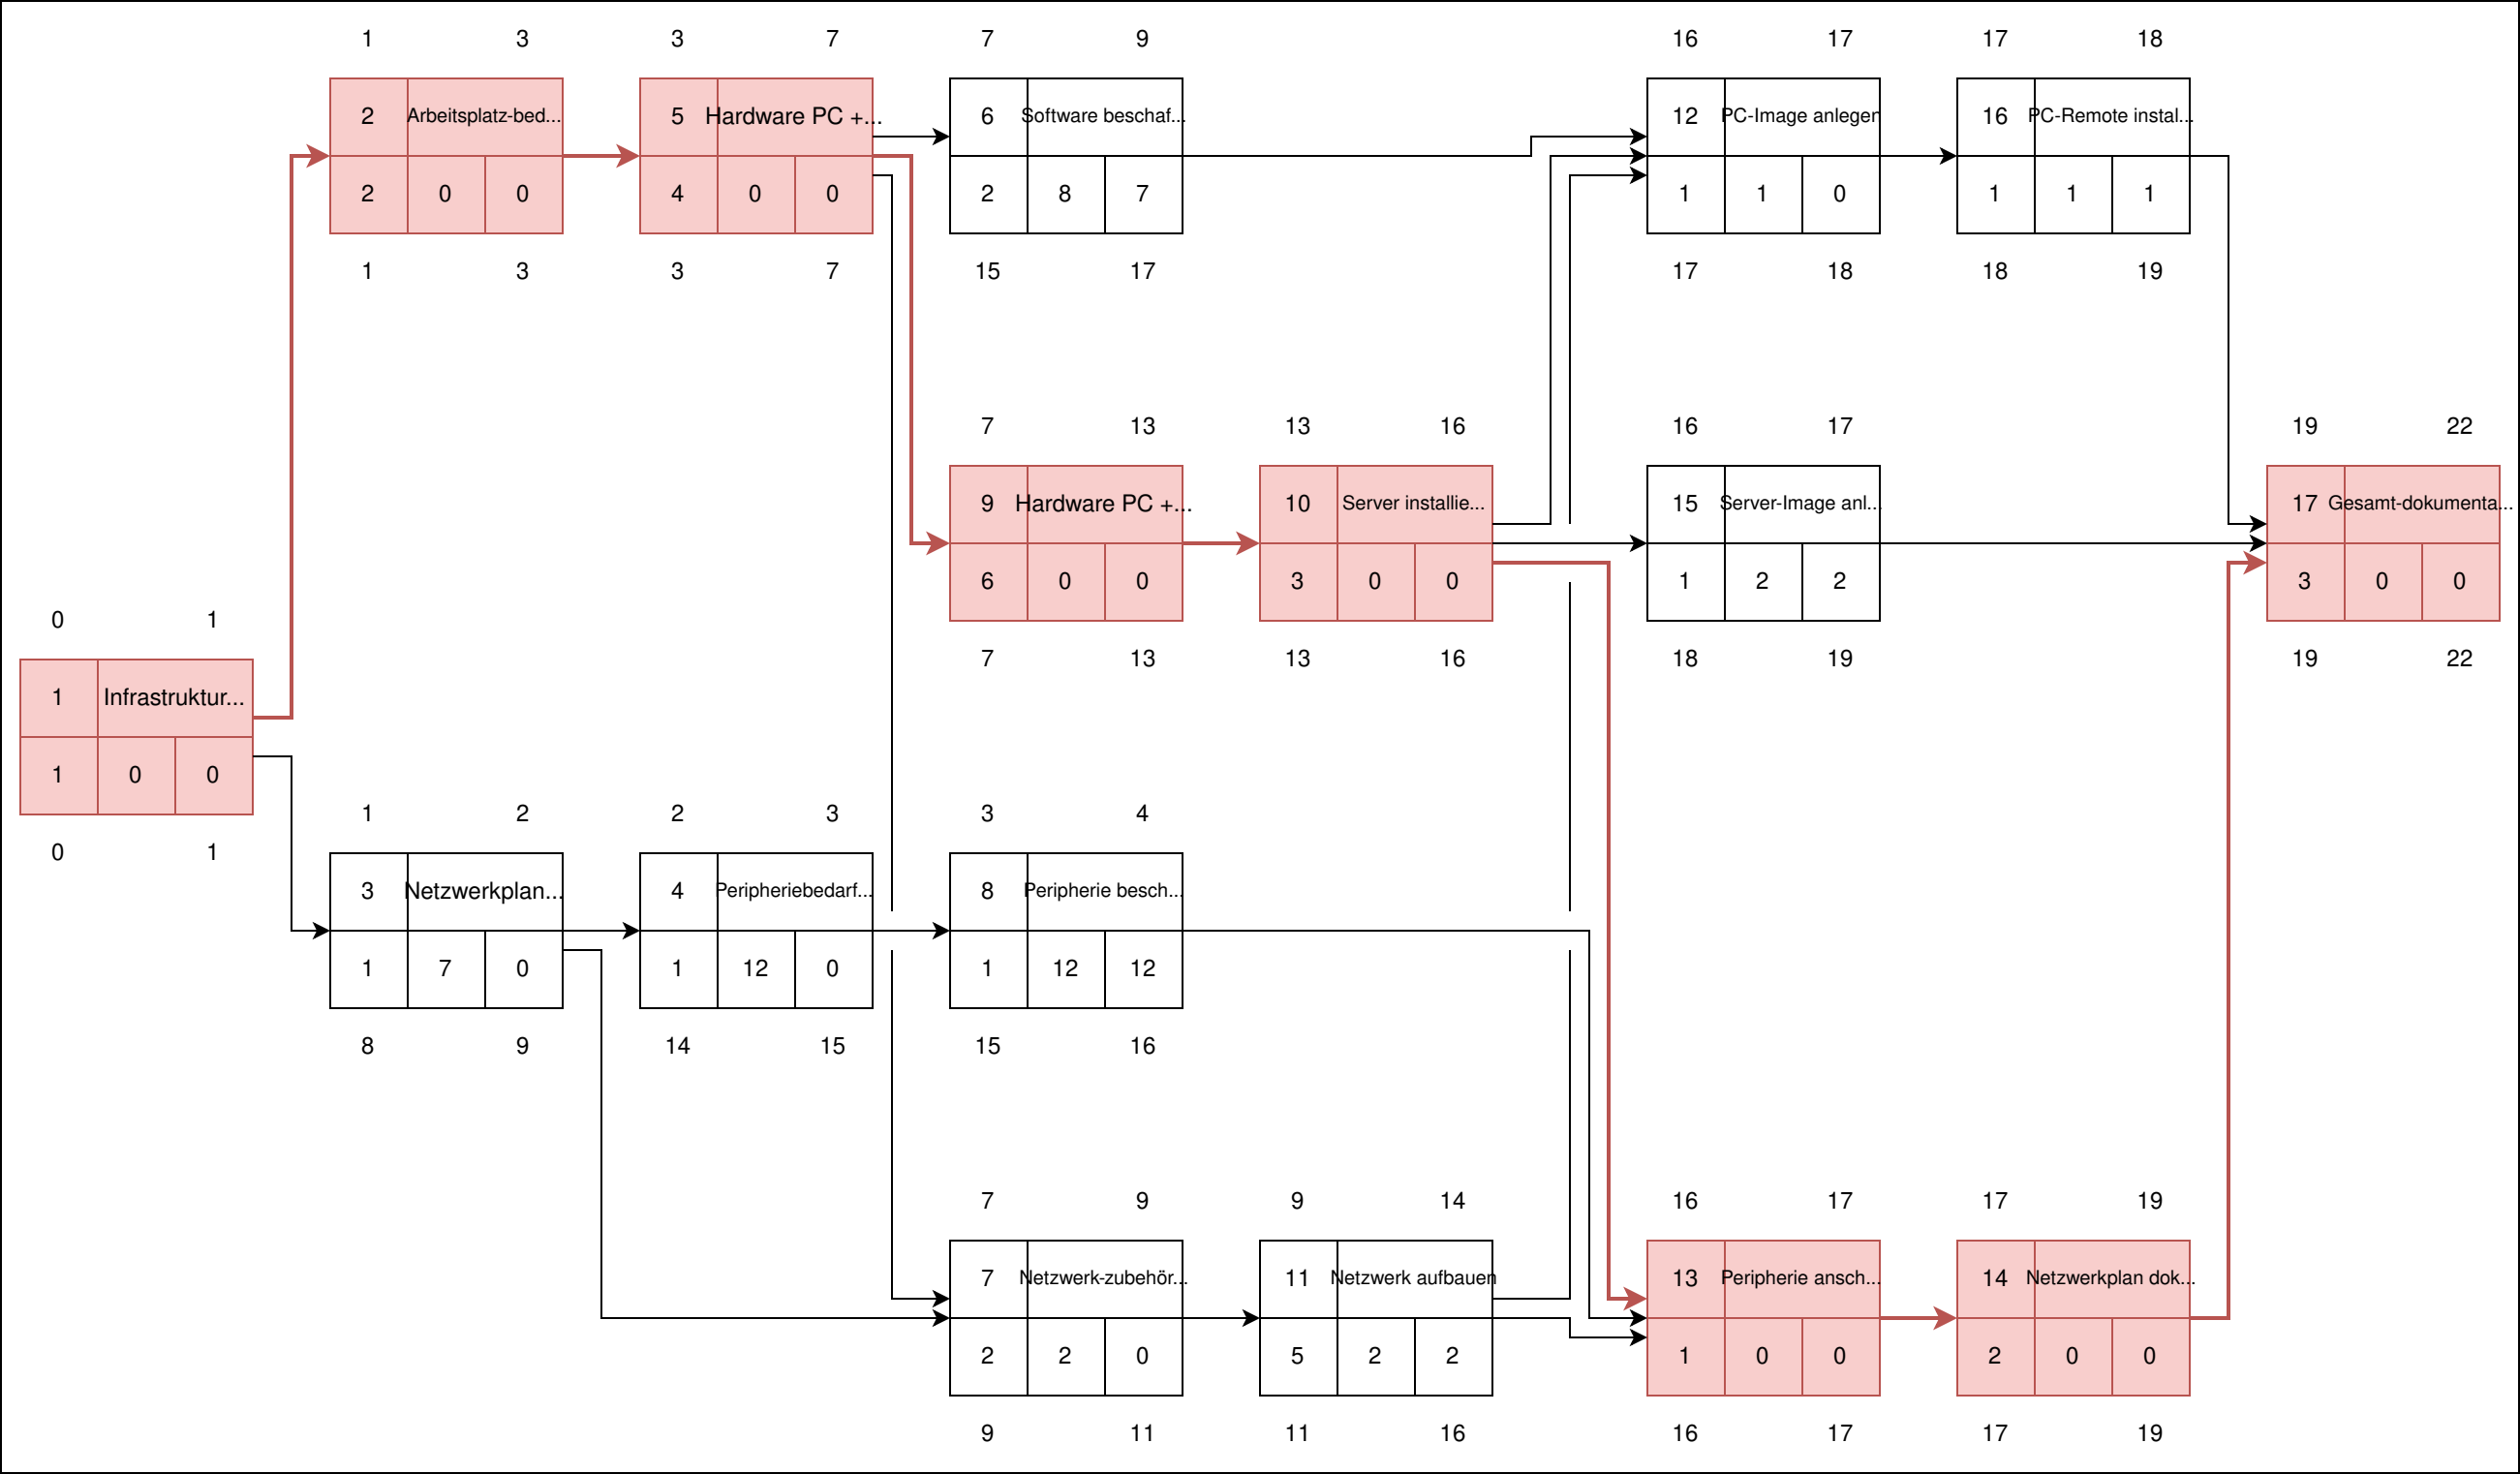 1 3
2 Arbeitsplatz-bed...
2 0 0
1 3
3 7
5 Hardware PC +...
4 0 0
3 7
7 9
6 Software beschaf...
2 8 7
15 17
16 17
12 PC-Image anlegen
1 1 0
17 18
17 18
16 PC-Remote instal...
1 1 1
18 19
7 13
9 Hardware PC +...
6 0 0
7 13
13 16
10 Server installie...
3 0 0
13 16
16 17
15 Server-Image anl...
1 2 2
18 19
19 22
17 Gesamt-dokumenta...
3 0 0
19 22
0 1
1 Infrastruktur...
1 0 0
0 1
1 2
3 Netzwerkplan...
1 7 0
8 9
2 3
4 Peripheriebedarf...
1 12 0
14 15
3 4
8 Peripherie besch...
1 12 12
15 16
7 9
7 Netzwerk-zubehör...
2 2 0
9 11
9 14
11 Netzwerk aufbauen
5 2 2
11 16
16 17
13 Peripherie ansch...
1 0 0
16 17
17 19
14 Netzwerkplan dok...
2 0 0
17 19